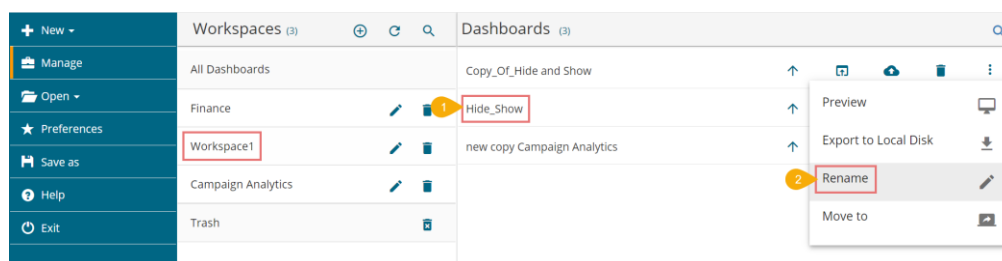 New
Manage
Open
Preferences
Save as
Help
Exit
Workspaces (3)
All Dashboards
Finance
Workspace1
Campaign Analytics
Trash
Dashboards (3)
Copy_Of_Hide and Show
1 Hide_Show
new copy Campaign Analytics
Preview
Export to Local Disk
2 Rename
Move to